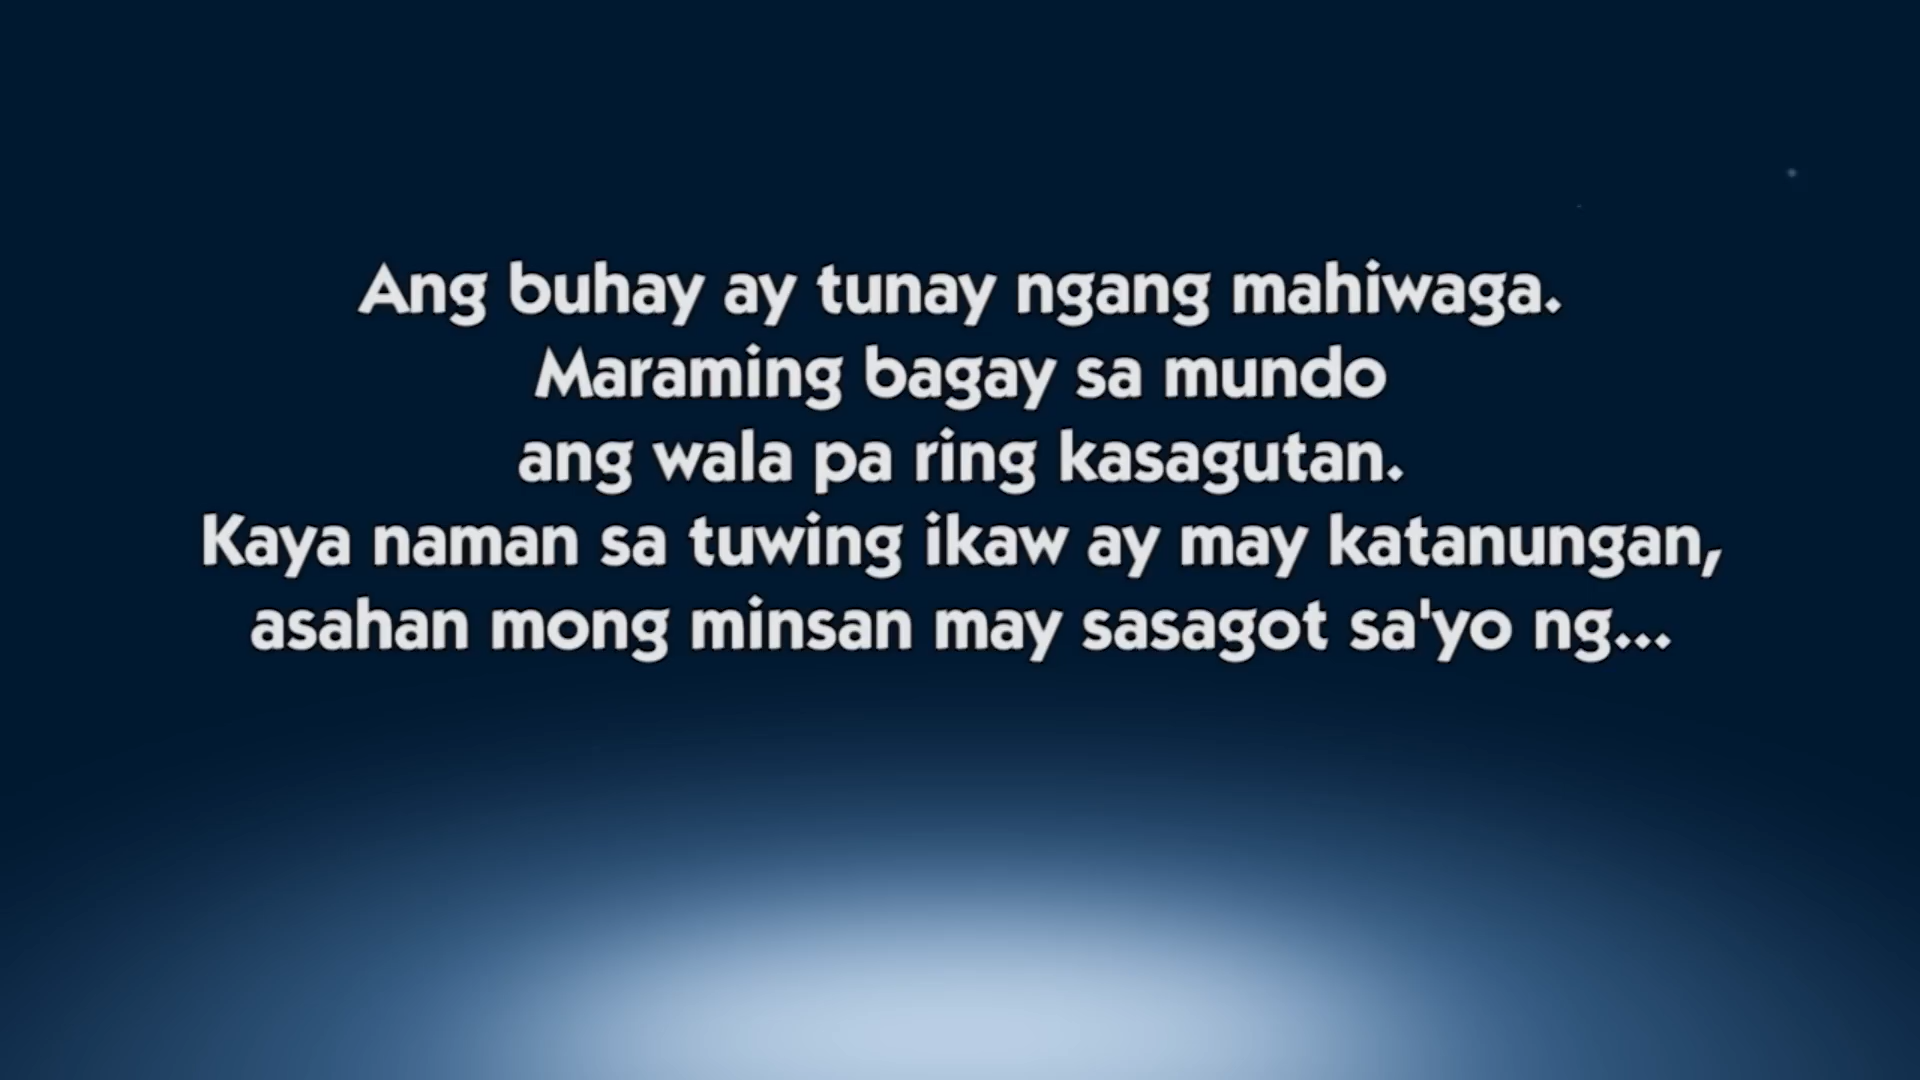 Ang buhay ay tunay ngang mahiwaga.
Maraming bagay sa mundo
ang wala pa ring kasagutan.
Kaya naman sa tuwing ikaw ay may katanungan,
asahan mong minsan may sasagot sa'yo ng...